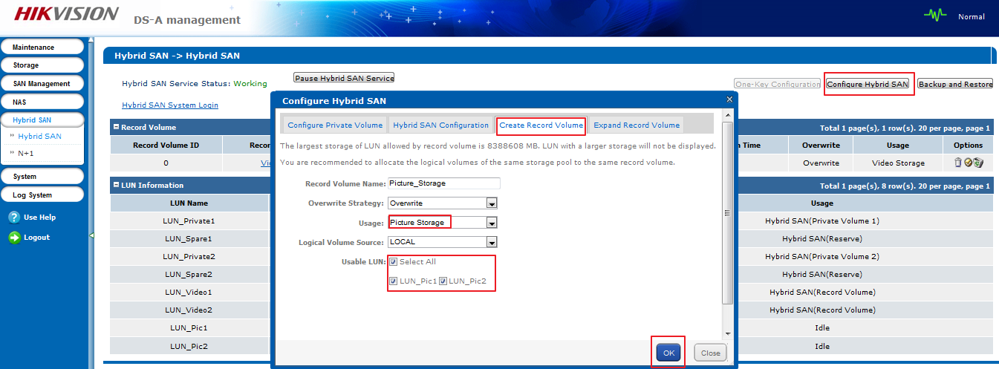 HIKVISION
DS-A management
Normal
Maintenance
Storage
SAN Management
NAS
Hybrid SAN
Hybrid SAN
N+1
System
Log System
Use Help
Logout
Hybrid SAN -> Hybrid SAN
Hybrid SAN Service Status: Working
Pause Hybrid SAN Service
One-Key Configuration
Configure Hybrid SAN
Backup and Restore
Hybrid SAN System Login
Record Volume
Total 1 page(s), 1 row(s). 20 per page, page 1
Record Volume ID
Overwrite
Usage
Options
0
Overwrite
Video Storage
LUN Information
Total 1 page(s), 8 row(s). 20 per page, page 1
LUN Name
Usage
LUN_Private1
Hybrid SAN(Private Volume 1)
LUN_Spare1
Hybrid SAN(Reserve)
LUN_Private2
Hybrid SAN(Private Volume 2)
LUN_Spare2
Hybrid SAN(Reserve)
LUN_Video1
Hybrid SAN(Record Volume)
LUN_Video2
Hybrid SAN(Record Volume)
LUN_Pic1
Idle
LUN_Pic2
Idle
Configure Hybrid SAN
Configure Private Volume
Hybrid SAN Configuration
Create Record Volume
Expand Record Volume
The largest storage of LUN allowed by record volume is 8388608 MB. LUN with a larger storage will not be displayed.
You are recommended to allocate the logical volumes of the same storage pool to the same record volume.
Record Volume Name: Picture_Storage
Overwrite Strategy: Overwrite
Usage: Picture Storage
Logical Volume Source: LOCAL
Usable LUN: Select All
LUN_Pic1 LUN_Pic2
OK
Close